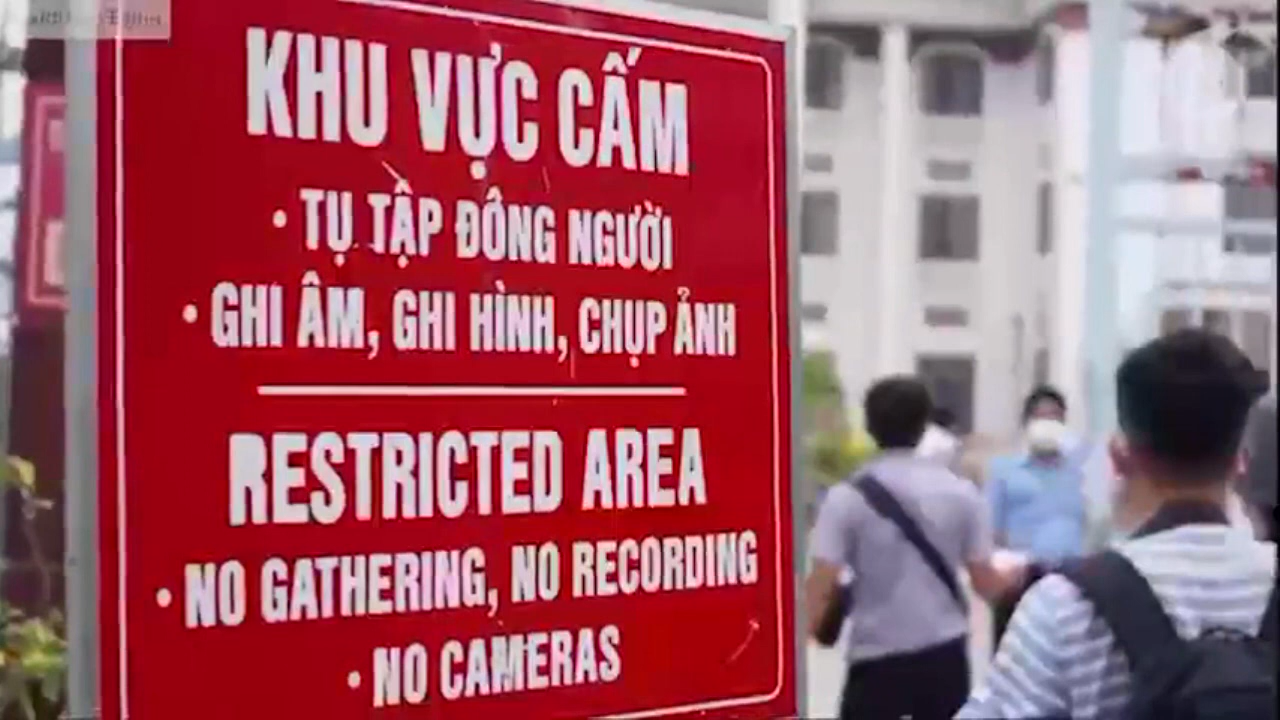 KHU VỰC CẤM
• TỤ TẬP ĐÔNG NGƯỜI
• GHI ÂM, GHI HÌNH, CHỤP ẢNH
RESTRICTED AREA
• NO GATHERING, NO RECORDING
• NO CAMERAS